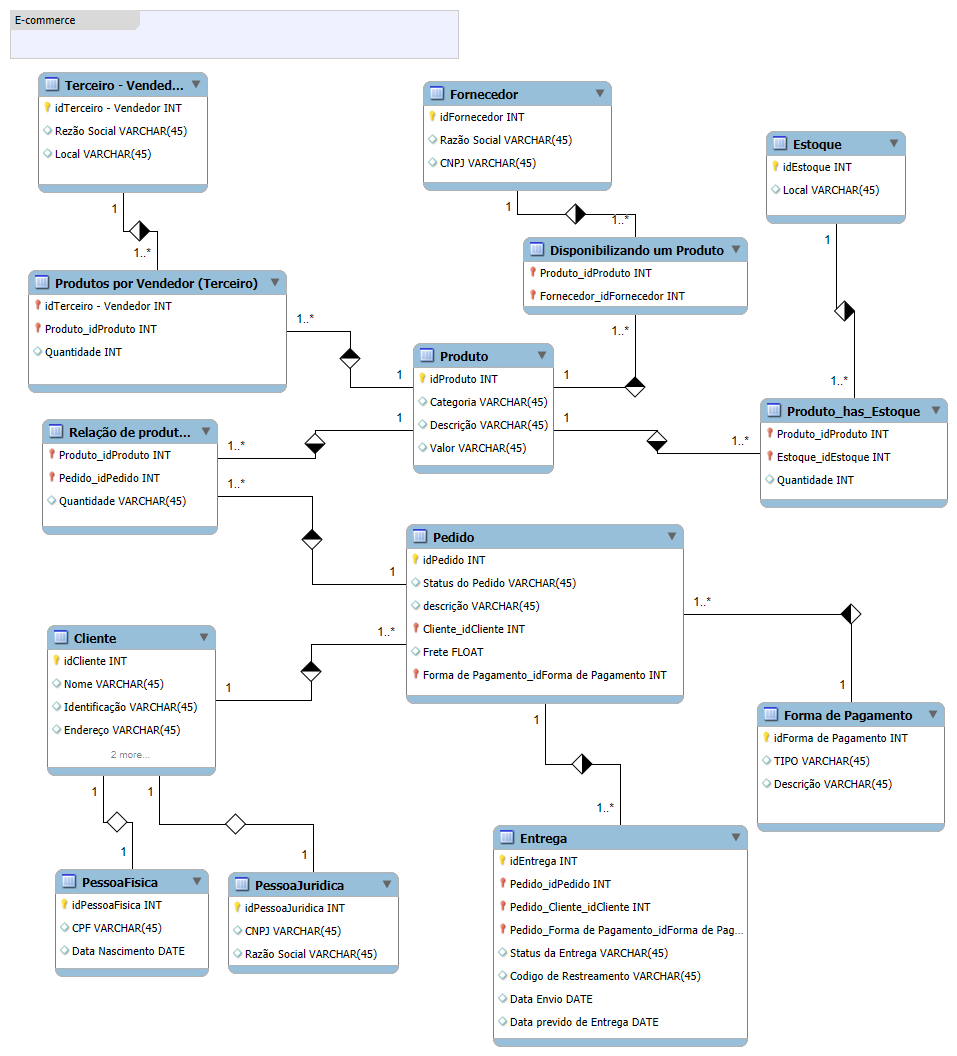 E-commerce
Terceiro - Vended...
idTerceiro - Vendedor INT
Rezão Social VARCHAR(45)
Local VARCHAR(45)
1
1..*
Fornecedor
idFornecedor INT
Razão Social VARCHAR(45)
CNPJ VARCHAR(45)
1
1..*
Estoque
idEstoque INT
Local VARCHAR(45)
1
1..*
Disponibilizando um Produto
Produto_idProduto INT
Fornecedor_idFornecedor INT
1..*
1
Produtos por Vendedor (Terceiro)
idTerceiro - Vendedor INT
Produto_idProduto INT
Quantidade INT
1..*
1
Produto
idProduto INT
Categoria VARCHAR(45)
Descrição VARCHAR(45)
Valor VARCHAR(45)
1
1..*
Produto_has_Estoque
Produto_idProduto INT
Estoque_idEstoque INT
Quantidade INT
Relação de produt...
Produto_idProduto INT
Pedido_idPedido INT
Quantidade VARCHAR(45)
1..*
1
1..*
1
Pedido
idPedido INT
Status do Pedido VARCHAR(45)
descrição VARCHAR(45)
Cliente_idCliente INT
Frete FLOAT
Forma de Pagamento_idForma de Pagamento INT
1..*
1
Cliente
idCliente INT
Nome VARCHAR(45)
Identificação VARCHAR(45)
Endereço VARCHAR(45)
2 more...
1..*
1
Forma de Pagamento
idForma de Pagamento INT
TIPO VARCHAR(45)
Descrição VARCHAR(45)
1
1
1
1
PessoaFisica
idPessoaFisica INT
CPF VARCHAR(45)
Data Nascimento DATE
PessoaJuridica
idPessoaJuridica INT
CNPJ VARCHAR(45)
Razão Social VARCHAR(45)
1
1..*
Entrega
idEntrega INT
Pedido_idPedido INT
Pedido_Cliente_idCliente INT
Pedido_Forma de Pagamento_idForma de Pag...
Status da Entrega VARCHAR(45)
Codigo de Restreamento VARCHAR(45)
Data Envio DATE
Data prevido de Entrega DATE